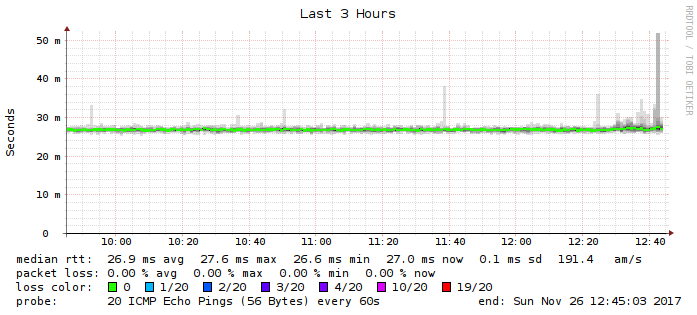 Last 3 Hours
RRDTOOL / TOBI OETIKER
Seconds
50 m
40 m
30 m
20 m
10 m
0
10:00 10:20 10:40 11:00 11:20 11:40 12:00 12:20 12:40
median rtt: 26.9 ms avg 27.6 ms max 26.6 ms min 27.0 ms now 0.1 ms sd 191.4 am/s
packet loss: 0.00 % avg 0.00 % max 0.00 % min 0.00 % now
loss color: 0 1/20 2/20 3/20 4/20 10/20 19/20
probe: 20 ICMP Echo Pings (56 Bytes) every 60s end: Sun Nov 26 12:45:03 2017